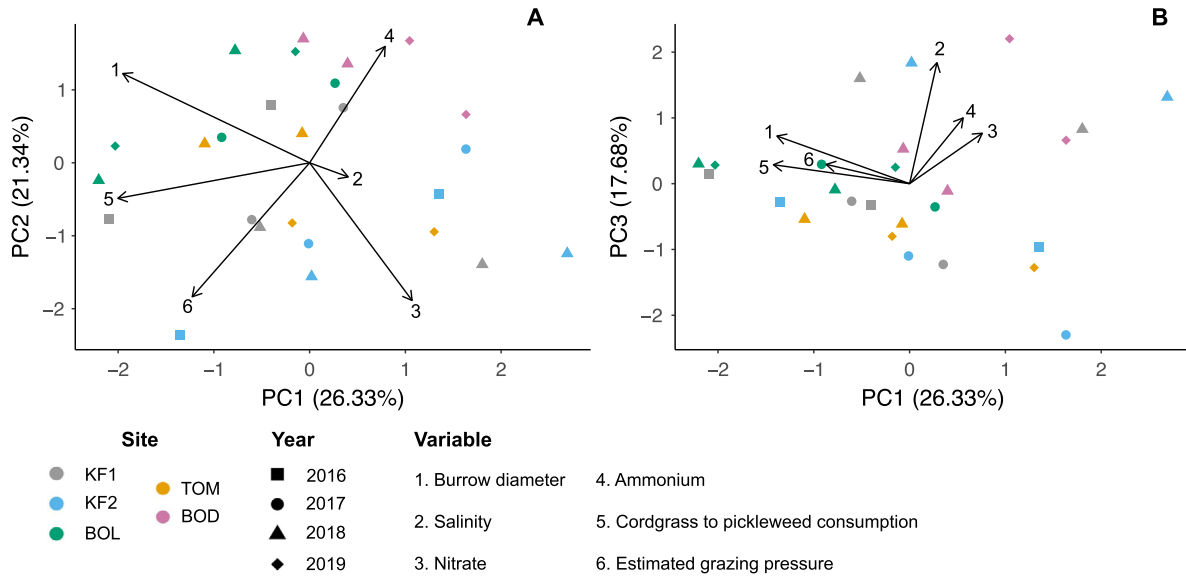 A
B
PC2 (21.34%)
1
0
−1
−2
1
4
2
5
6
3
−2
−1
0
1
2
PC1 (26.33%)
PC3 (17.68%)
2
1
0
−1
−2
2
4
1
3
6
5
−2
−1
0
1
2
PC1 (26.33%)
Site
KF1
KF2
BOL
TOM
BOD
Year
2016
2017
2018
2019
Variable
1. Burrow diameter
2. Salinity
3. Nitrate
4. Ammonium
5. Cordgrass to pickleweed consumption
6. Estimated grazing pressure